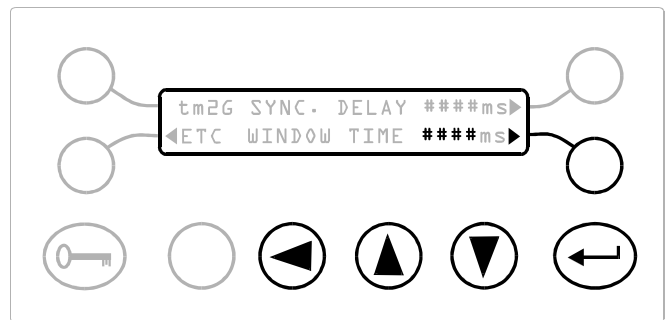 tm2G SYNC. DELAY ####ms
ETC WINDOW TIME ####ms